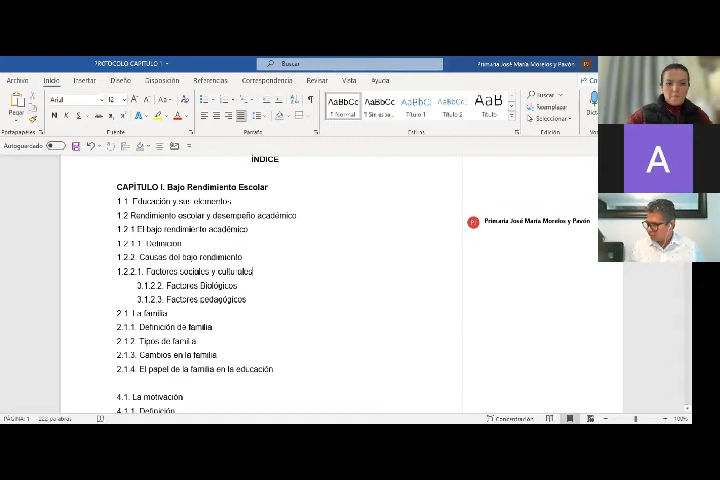 PROTOCOLO CAPITULO 1
Buscar
Primaria José María Morelos y Pavón
Archivo Inicio Insertar Diseño Disposición Referencias Correspondencia Revisar Vista Ayuda
Pegar
Arial 12
Buscar
Reemplazar
Seleccionar
AaBbCc AaBbCc AaBbC AaBbCc AaB
Normal Sin espa... Título 1 Título 2 Título
Portapapeles Fuente Párrafo Estilos Edición
Autoguardado
ÍNDICE
CAPÍTULO I. Bajo Rendimiento Escolar
1.1. Educación y sus elementos
1.2 Rendimiento escolar y desempeño académico
1.2.1 El bajo rendimiento académico
1.2.1.1. Definición
1.2.2. Causas del bajo rendimiento
1.2.2.1. Factores sociales y culturales
3.1.2.2. Factores Biológicos
3.1.2.3. Factores pedagógicos
2.1. La familia
2.1.1. Definición de familia
2.1.2. Tipos de familia
2.1.3. Cambios en la familia
2.1.4. El papel de la familia en la educación
4.1. La motivación
4.1.1. Definición
PJ Primaria José María Morelos y Pavón
A
PÁGINA: 1 222 palabras
Concentración
100%